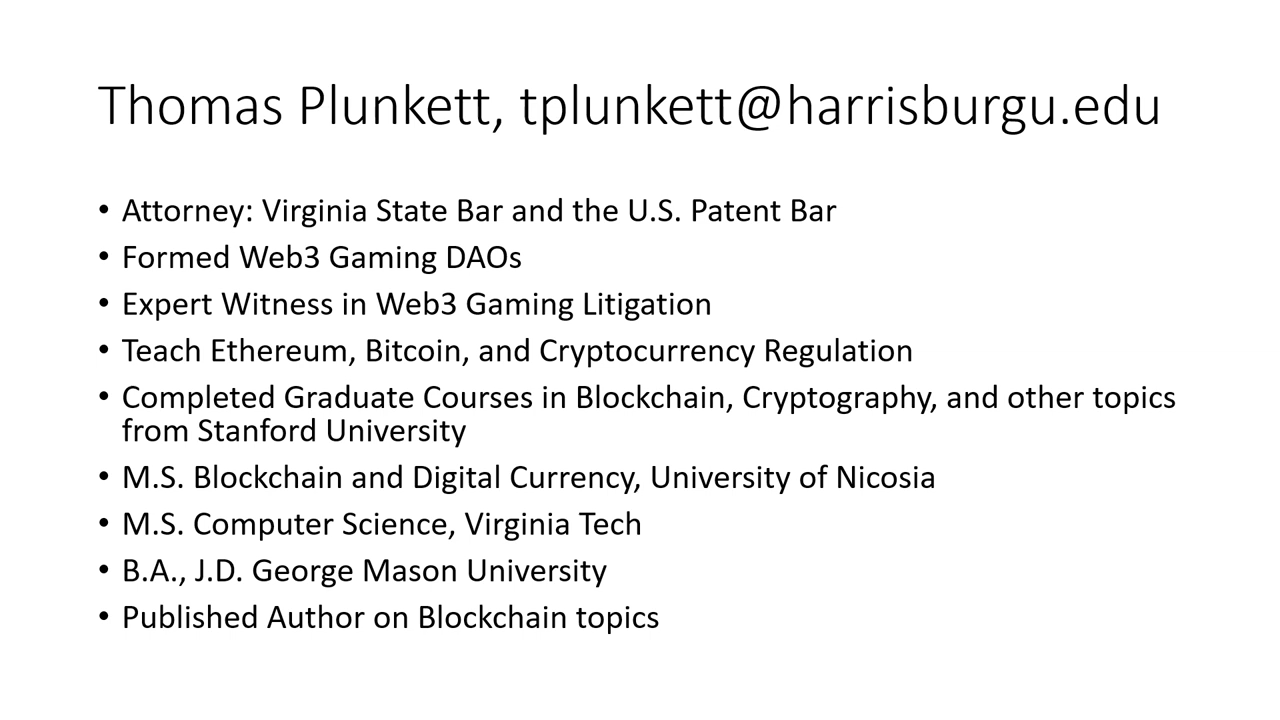 Thomas Plunkett, tplunkett@harrisburgu.edu
• Attorney: Virginia State Bar and the U.S. Patent Bar
• Formed Web3 Gaming DAOs
• Expert Witness in Web3 Gaming Litigation
• Teach Ethereum, Bitcoin, and Cryptocurrency Regulation
• Completed Graduate Courses in Blockchain, Cryptography, and other topics
from Stanford University
• M.S. Blockchain and Digital Currency, University of Nicosia
• M.S. Computer Science, Virginia Tech
• B.A., J.D. George Mason University
• Published Author on Blockchain topics